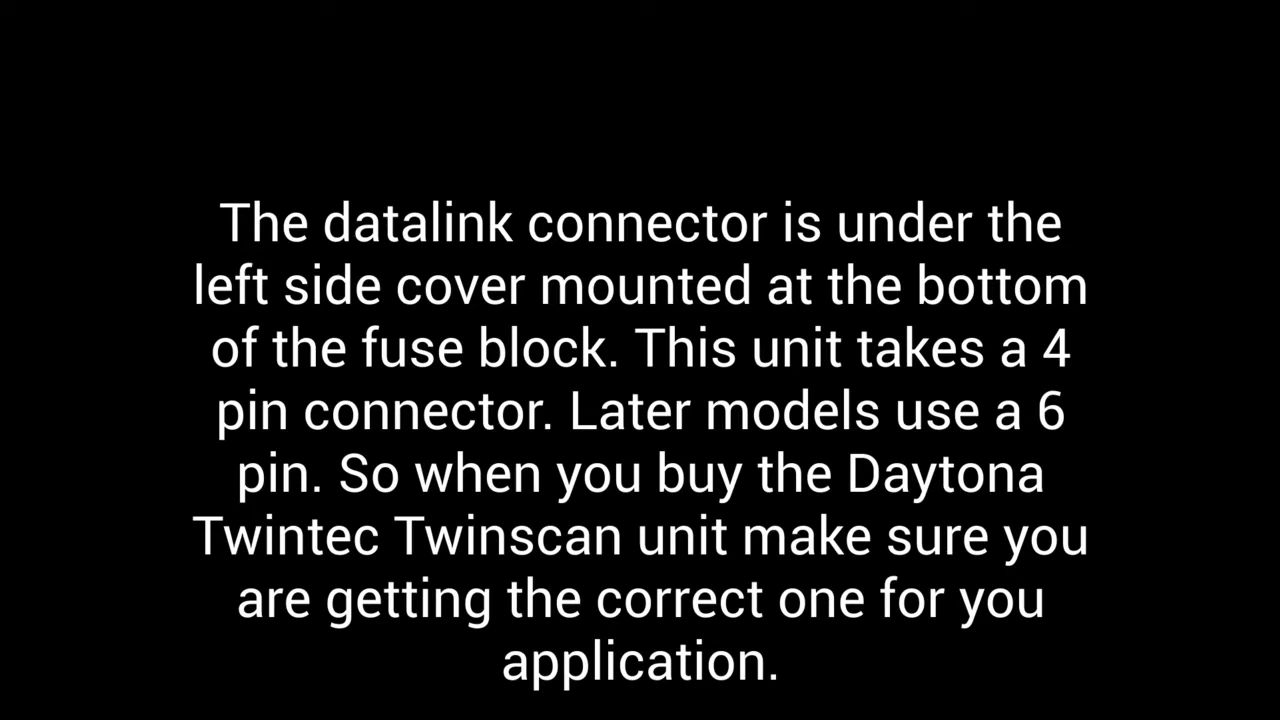 The datalink connector is under the
left side cover mounted at the bottom
of the fuse block. This unit takes a 4
pin connector. Later models use a 6
pin. So when you buy the Daytona
Twintec Twinscan unit make sure you
are getting the correct one for you
application.